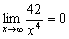 lim x→∞ 42/x⁴ = 0